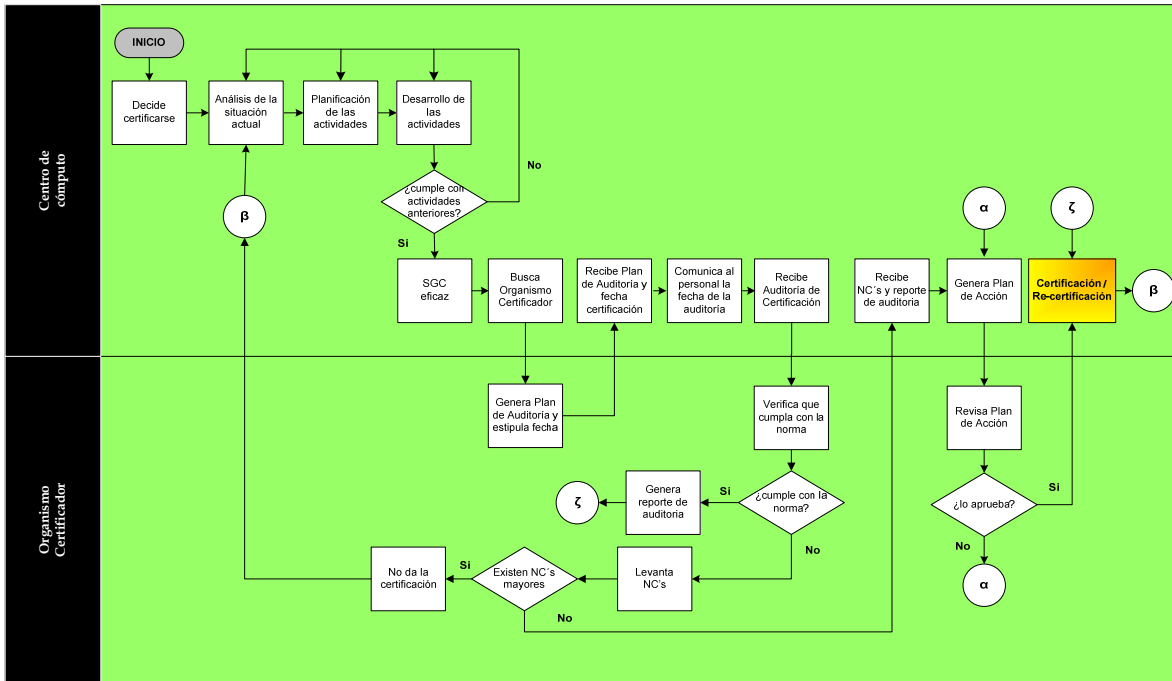 Centro de
cómputo
INICIO
Decide
certificarse
Análisis de la
situación
actual
Planificación
de las
actividades
Desarrollo de
las
actividades
No
¿cumple con
actividades
anteriores?
Si
β
SGC
eficaz
Busca
Organismo
Certificador
Recibe Plan
de Auditoría y
fecha
certificación
Comunica al
personal la
fecha de la
auditoría
Recibe
Auditoría de
Certificación
Recibe
NC´s y reporte
de auditoria
α
Genera
Plan de Acción
ζ
Certificación /
Re-certificación
β
Organismo
Certificador
Genera Plan
de Auditoría y
estipula fecha
Verifica que
cumpla con la
norma
Revisa Plan
de Acción
ζ
Genera
reporte de
auditoria
Si
¿cumple con la
norma?
No
¿lo aprueba?
Si
No
α
No da la
certificación
Si
Existen NC´s
mayores
No
Levanta
NC's